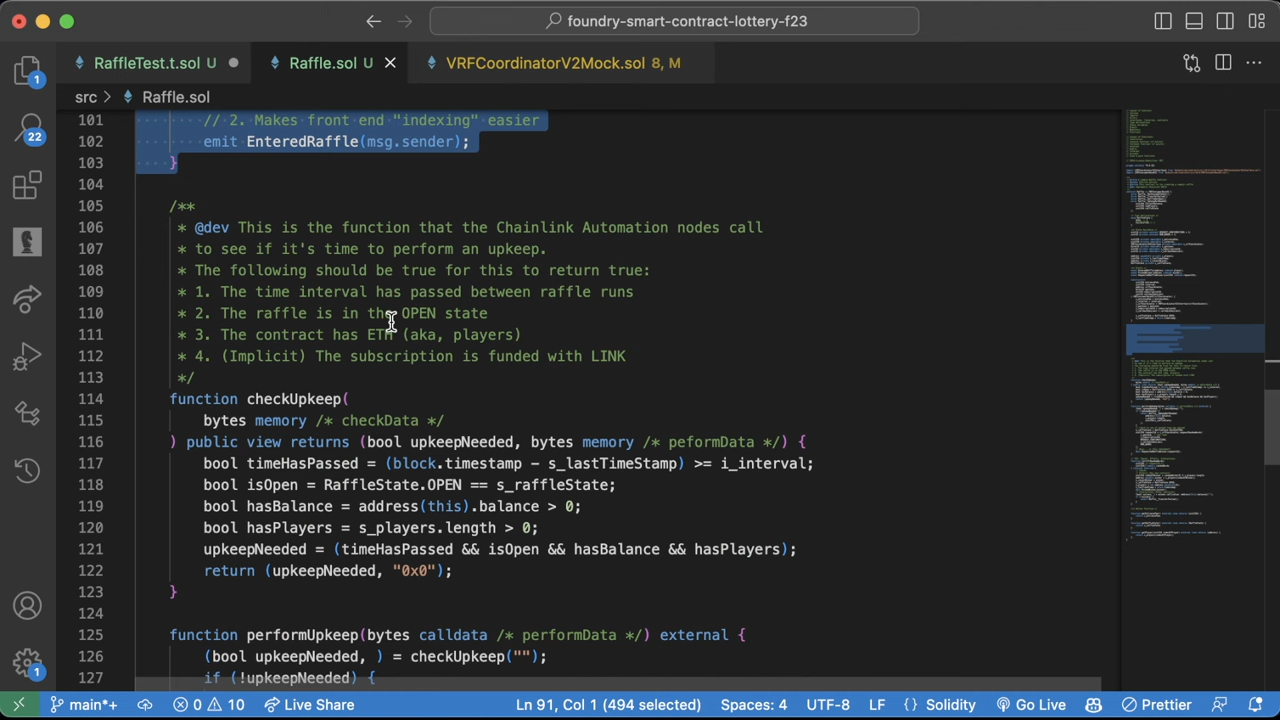 foundry-smart-contract-lottery-f23
RaffleTest.t.sol U
Raffle.sol U
VRFCoordinatorV2Mock.sol 8, M
src > Raffle.sol
101 // 2. Makes front end "indexing" easier
102 emit EnteredRaffle(msg.sender);
103 }
104
105 /**
106 * @dev This is the function that the Chainlink Automation nodes call
107 * to see if it's time to perform an upkeep.
108 * The following should be true for this to return true:
109 * 1. The time interval has passed between raffle runs
110 * 2. The raffle is in the OPEN state
111 * 3. The contract has ETH (aka, players)
112 * 4. (Implicit) The subscription is funded with LINK
113 */
114 function checkUpkeep(
115 bytes memory /* checkData */
116 ) public view returns (bool upkeepNeeded, bytes memory /* peformData */) {
117 bool timeHasPassed = (block.timestamp - s_lastTimeStamp) >= i_interval;
118 bool isOpen = RaffleState.OPEN == s_raffleState;
119 bool hasBalance = address(this).balance > 0;
120 bool hasPlayers = s_players.length > 0;
121 upkeepNeeded = (timeHasPassed && isOpen && hasBalance && hasPlayers);
122 return (upkeepNeeded, "0x0");
123 }
124
125 function performUpkeep(bytes calldata /* performData */) external {
126 (bool upkeepNeeded, ) = checkUpkeep("");
127 if (!upkeepNeeded) {
1
22
1
main*+ 0 10 Live Share Ln 91, Col 1 (494 selected) Spaces: 4 UTF-8 LF {} Solidity Go Live Prettier